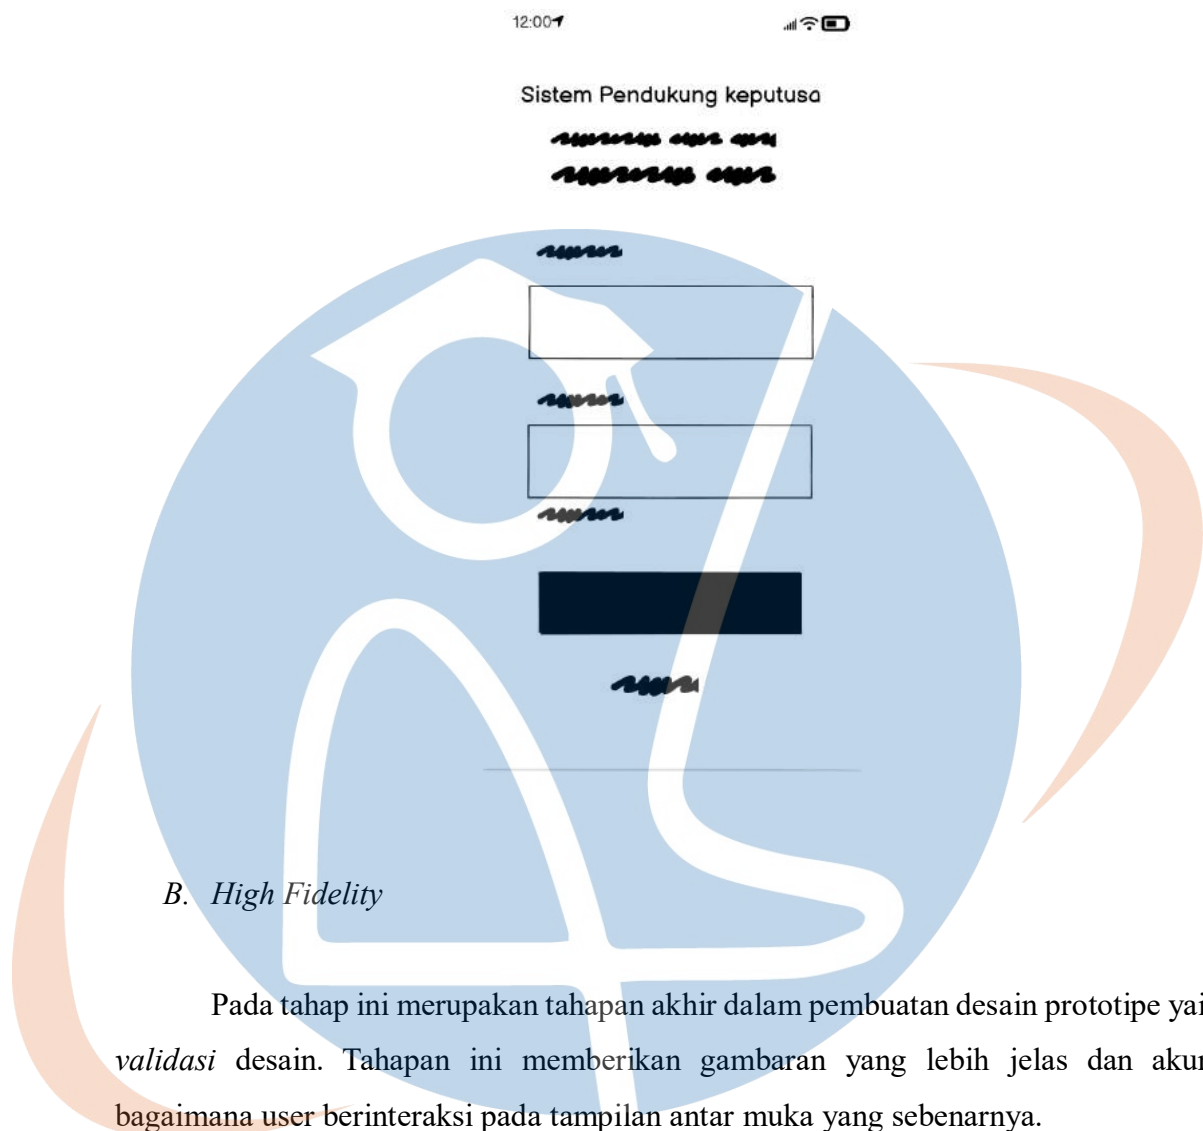 12:00
Sistem Pendukung keputusa
B. High Fidelity
Pada tahap ini merupakan tahapan akhir dalam pembuatan desain prototipe yai
validasi desain. Tahapan ini memberikan gambaran yang lebih jelas dan akur
bagaimana user berinteraksi pada tampilan antar muka yang sebenarnya.